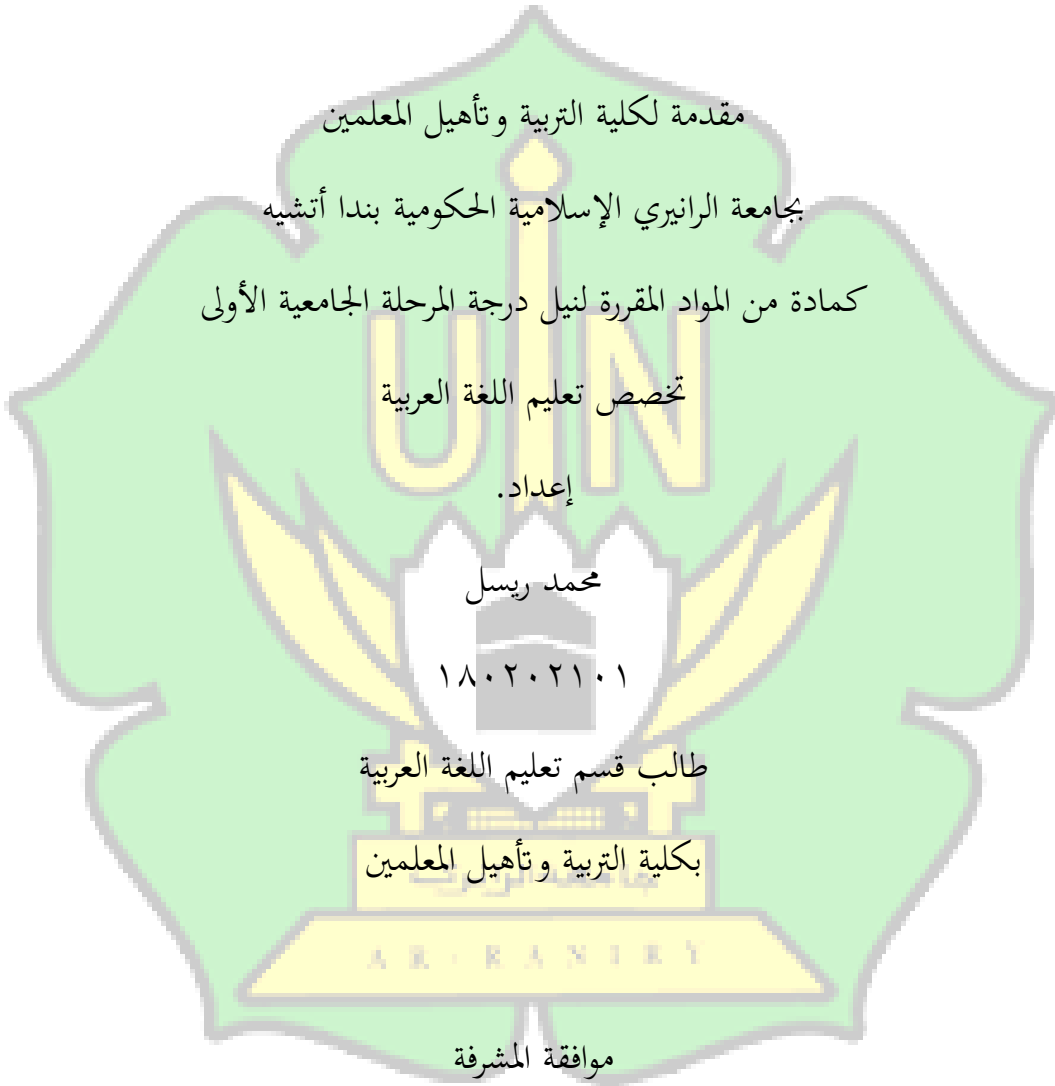 مقدمة لكلية التربية وتأهيل المعلمين
بجامعة الرانيري الإسلامية الحكومية بندا أتشيه
كمادة من المواد المقررة لنيل درجة المرحلة الجامعية الأولى
تخصص تعليم اللغة العربية
UIN
إعداد.
محمد ريسل
١٨٠٢٠٢١٠١
طالب قسم تعليم اللغة العربية
بكلية التربية وتأهيل المعلمين
AR-RANIRY
موافقة المشرفة